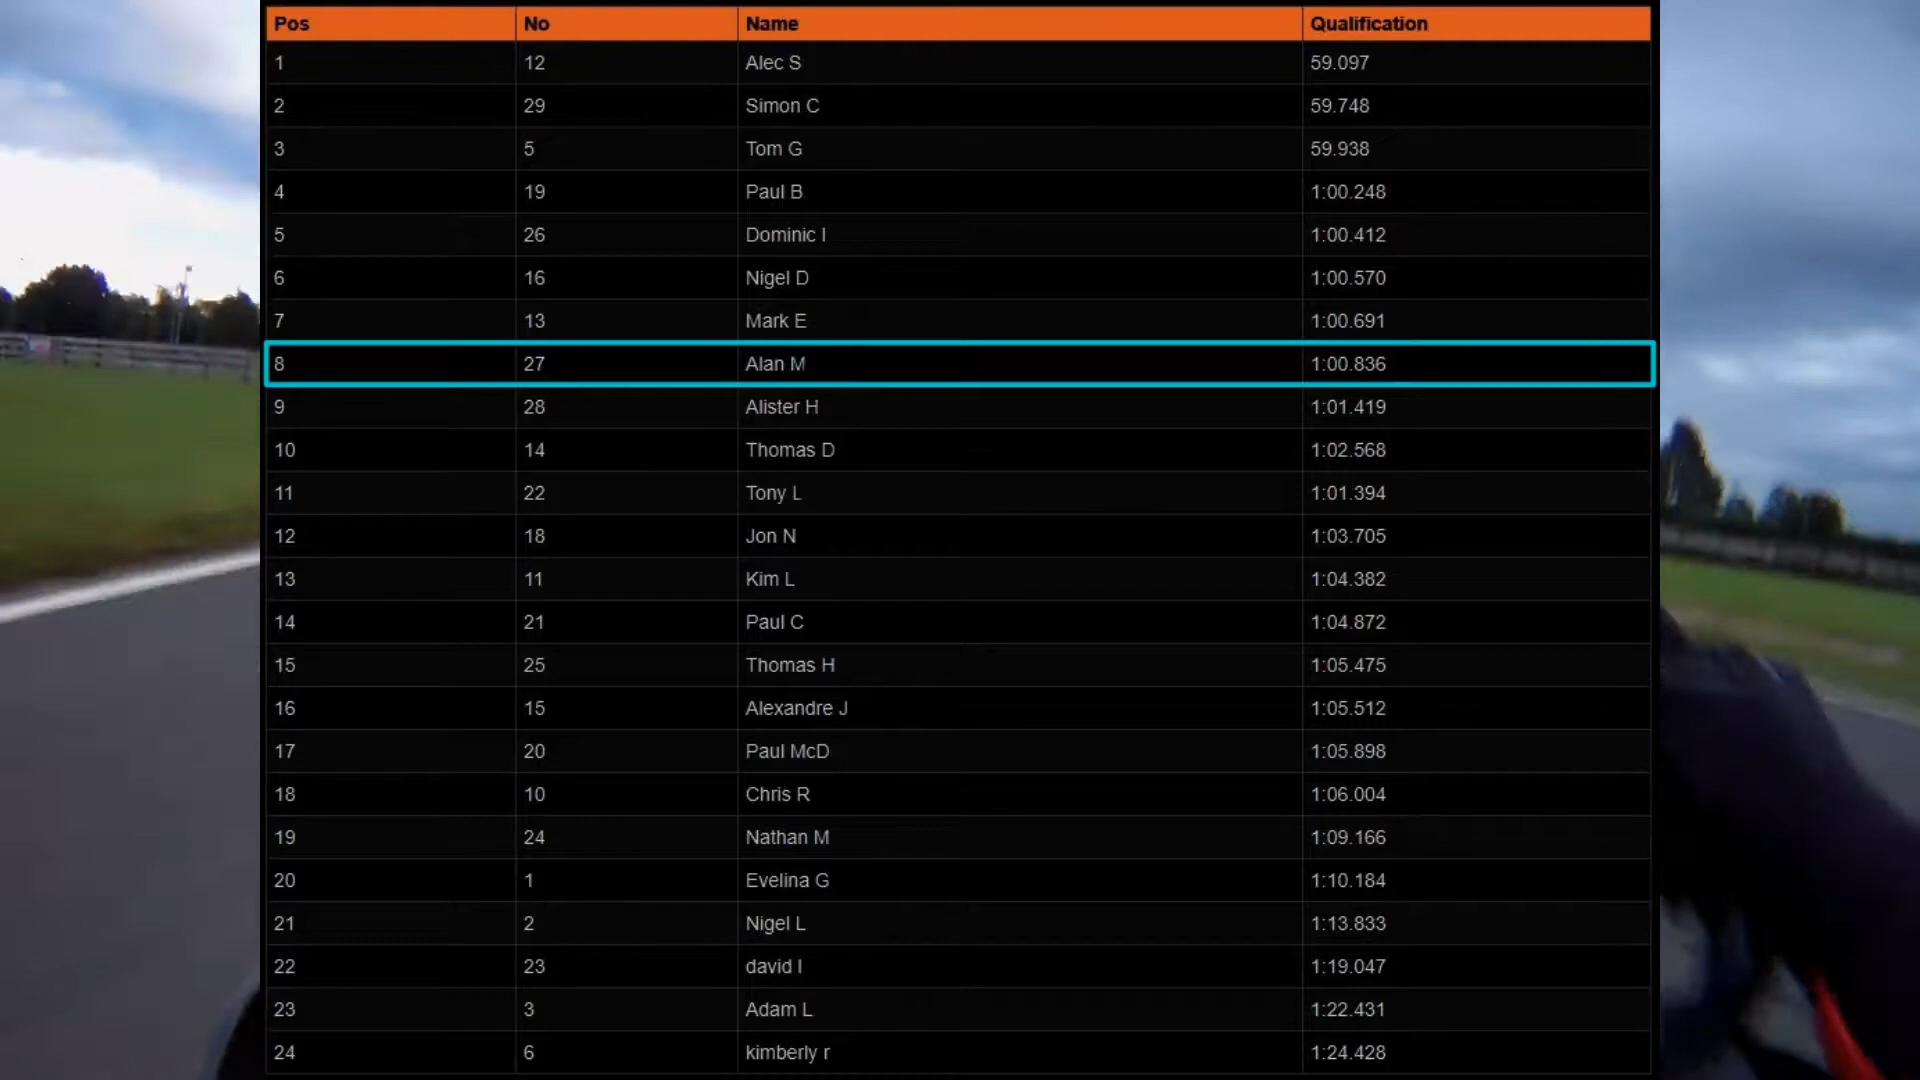 Pos No Name Qualification
1 12 Alec S 59.097
2 29 Simon C 59.748
3 5 Tom G 59.938
4 19 Paul B 1:00.248
5 26 Dominic I 1:00.412
6 16 Nigel D 1:00.570
7 13 Mark E 1:00.691
8 27 Alan M 1:00.836
9 28 Alister H 1:01.419
10 14 Thomas D 1:02.568
11 22 Tony L 1:01.394
12 18 Jon N 1:03.705
13 11 Kim L 1:04.382
14 21 Paul C 1:04.872
15 25 Thomas H 1:05.475
16 15 Alexandre J 1:05.512
17 20 Paul McD 1:05.898
18 10 Chris R 1:06.004
19 24 Nathan M 1:09.166
20 1 Evelina G 1:10.184
21 2 Nigel L 1:13.833
22 23 david I 1:19.047
23 3 Adam L 1:22.431
24 6 kimberly r 1:24.428